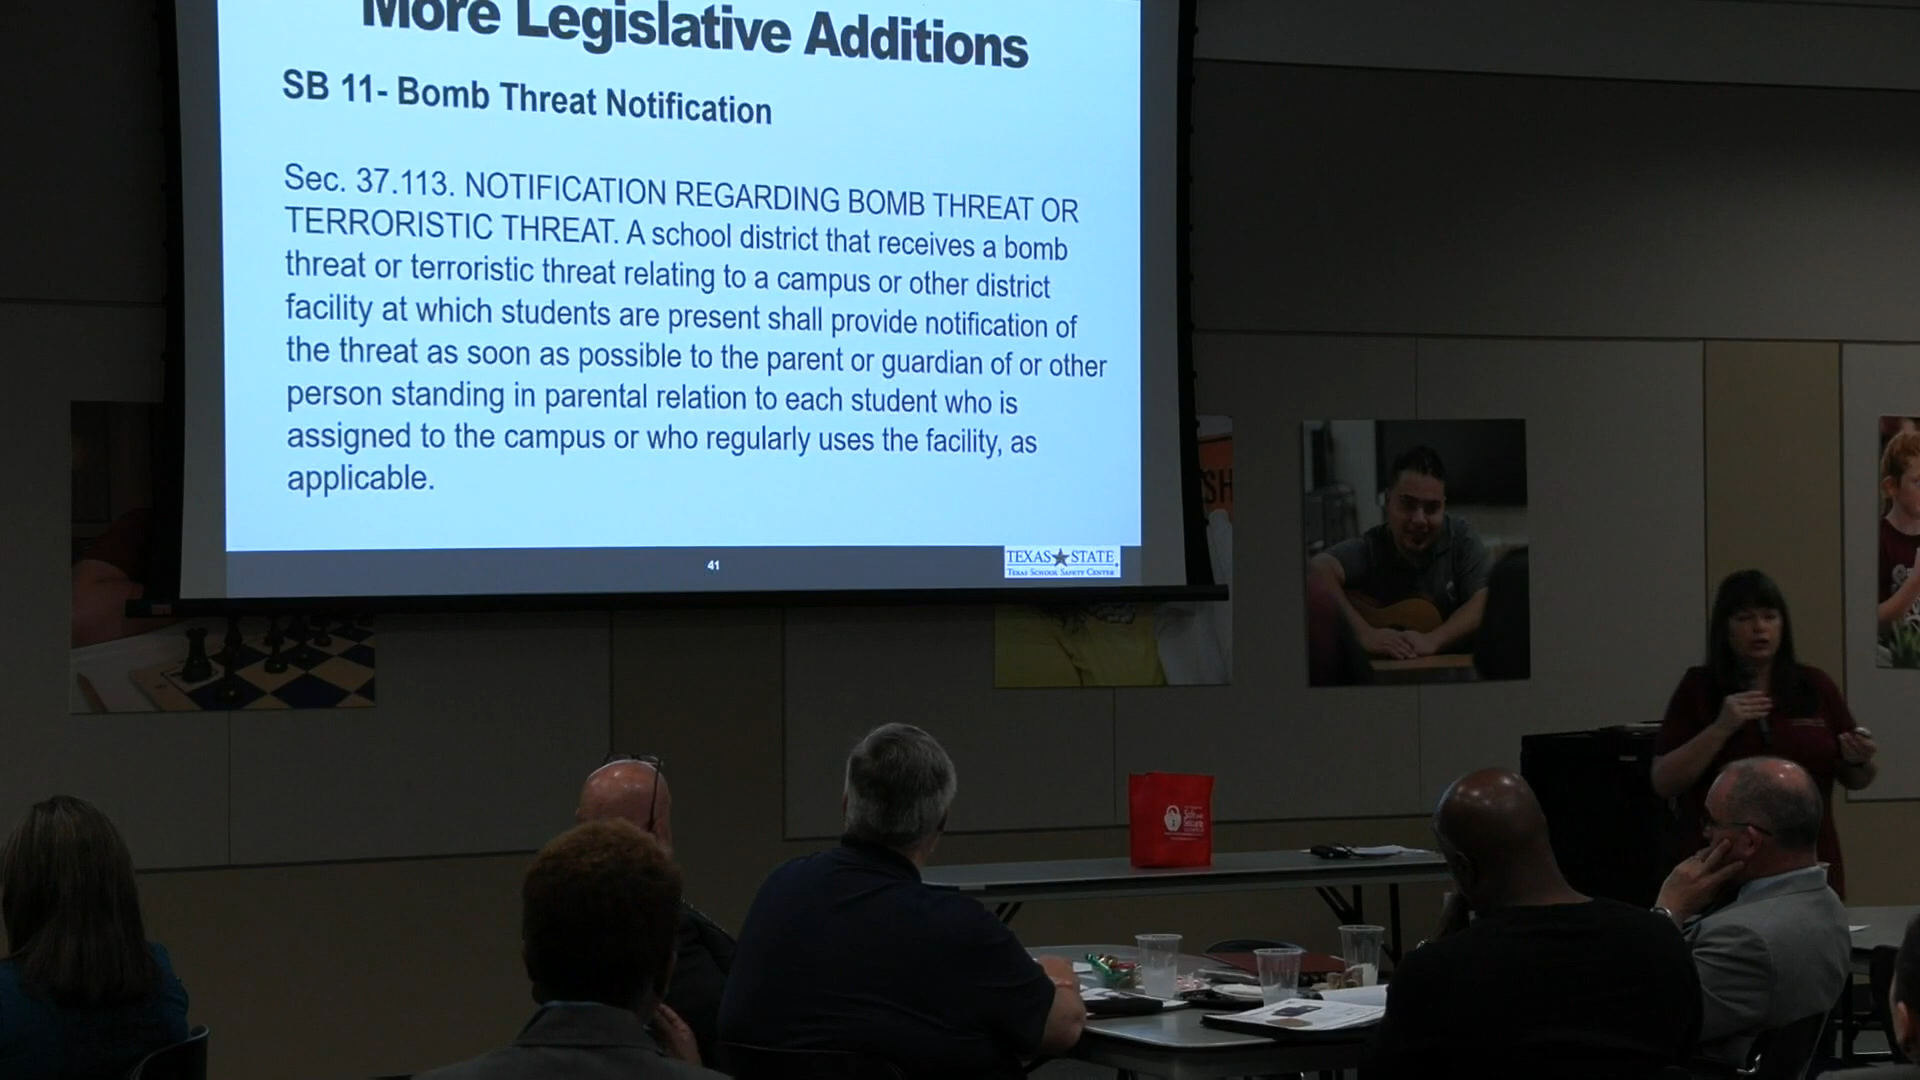 More Legislative Additions
SB 11- Bomb Threat Notification
Sec. 37.113. NOTIFICATION REGARDING BOMB THREAT OR
TERRORISTIC THREAT. A school district that receives a bomb
threat or terroristic threat relating to a campus or other district
facility at which students are present shall provide notification of
the threat as soon as possible to the parent or guardian of or other
person standing in parental relation to each student who is
assigned to the campus or who regularly uses the facility, as
applicable.
41
TEXAS STATE
TEXAS SCHOOL SAFETY CENTER
SH
Safe and
Secure